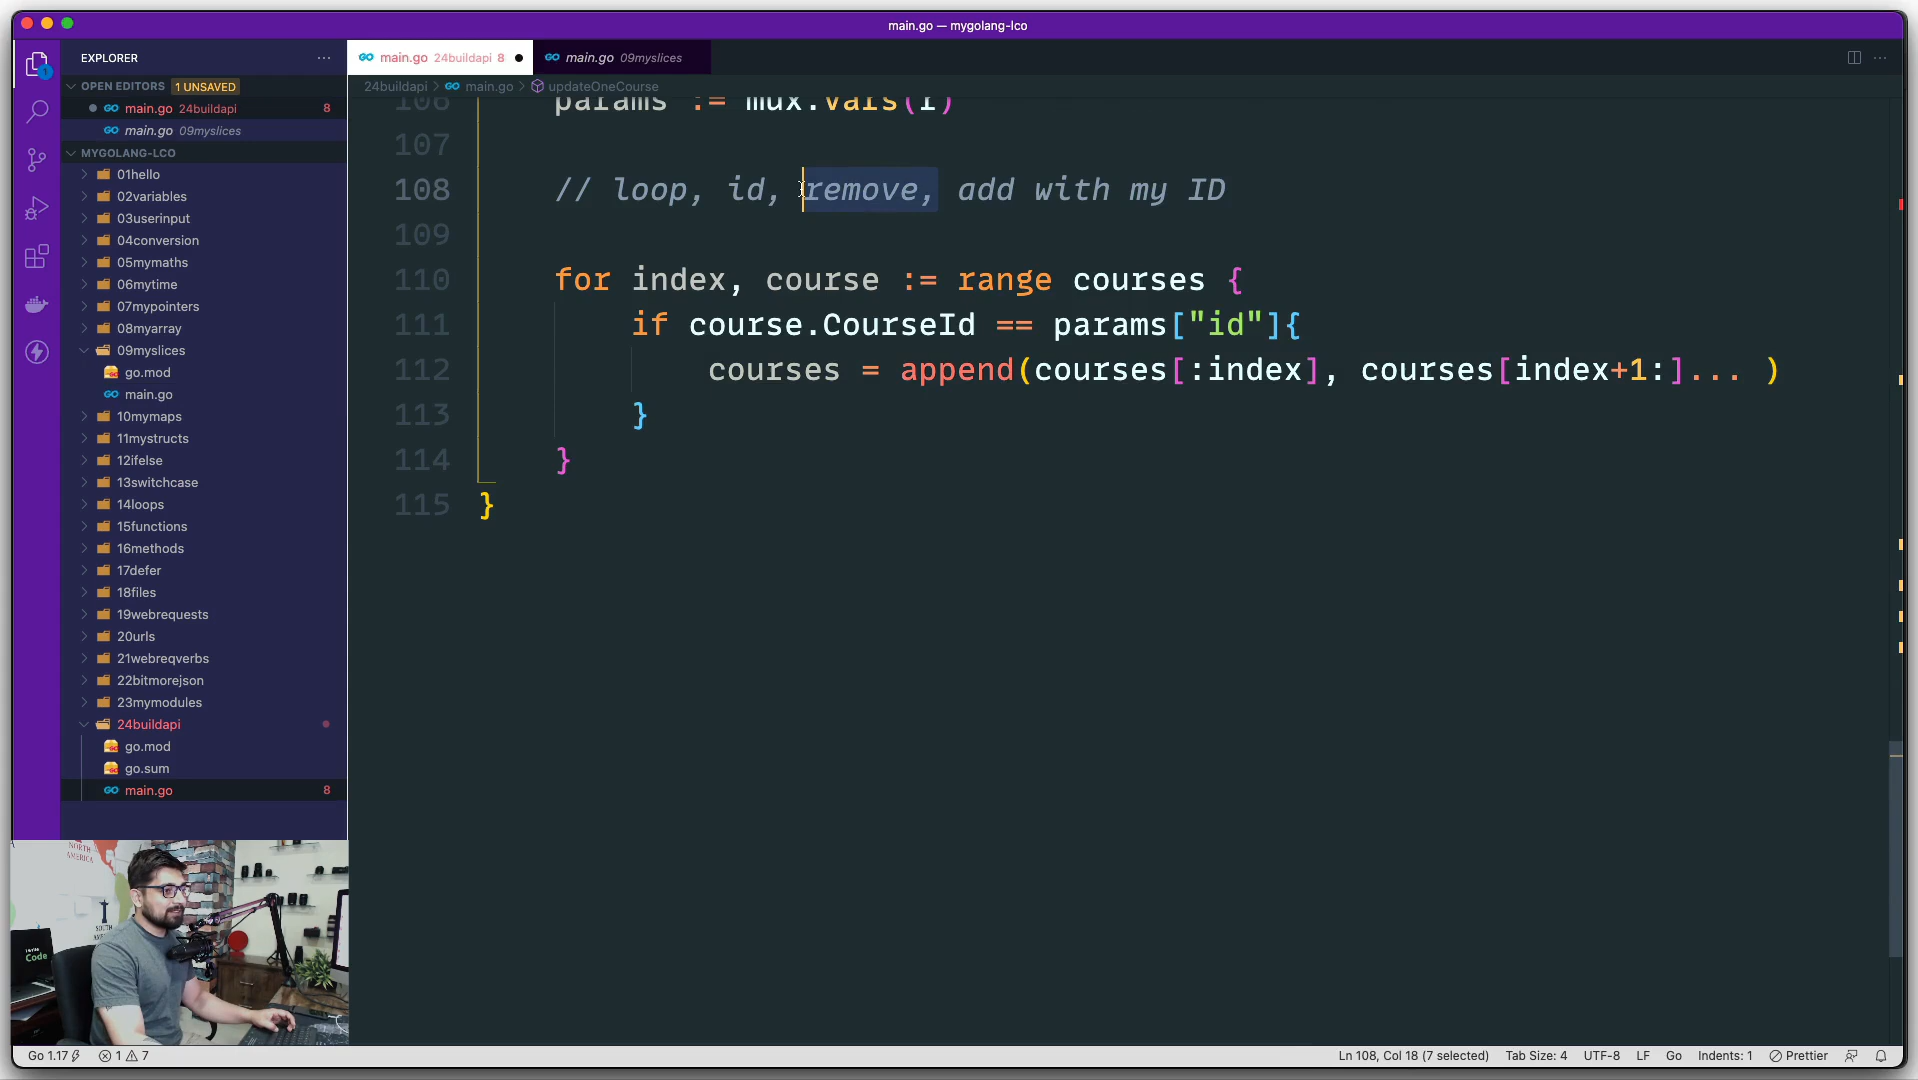 main.go — mygolang-lco
EXPLORER
main.go 24buildapi 8
main.go 09myslices
OPEN EDITORS 1 UNSAVED
24buildapi main.go updateOneCourse
main.go 24buildapi 8
main.go 09myslices
MYGOLANG-LCO
01hello
02variables
03userinput
04conversion
05mymaths
06mytime
07mypointers
08myarray
09myslices
go.mod
main.go
10mymaps
11mystructs
12ifelse
13switchcase
14loops
15functions
16methods
17defer
18files
19webrequests
20urls
21webreqverbs
22bitmorejson
23mymodules
24buildapi
go.mod
go.sum
main.go 8
106 params := mux.Vars(r)
107
108 // loop, id, remove, add with my ID
109
110 for index, course := range courses {
111 if course.CourseId == params["id"]{
112 courses = append(courses[:index], courses[index+1:]... )
113 }
114 }
115 }
NORTH AMERICA
SOUTH
Code
Go 1.17 1 7
Ln 108, Col 18 (7 selected) Tab Size: 4 UTF-8 LF Go Indents: 1 Prettier